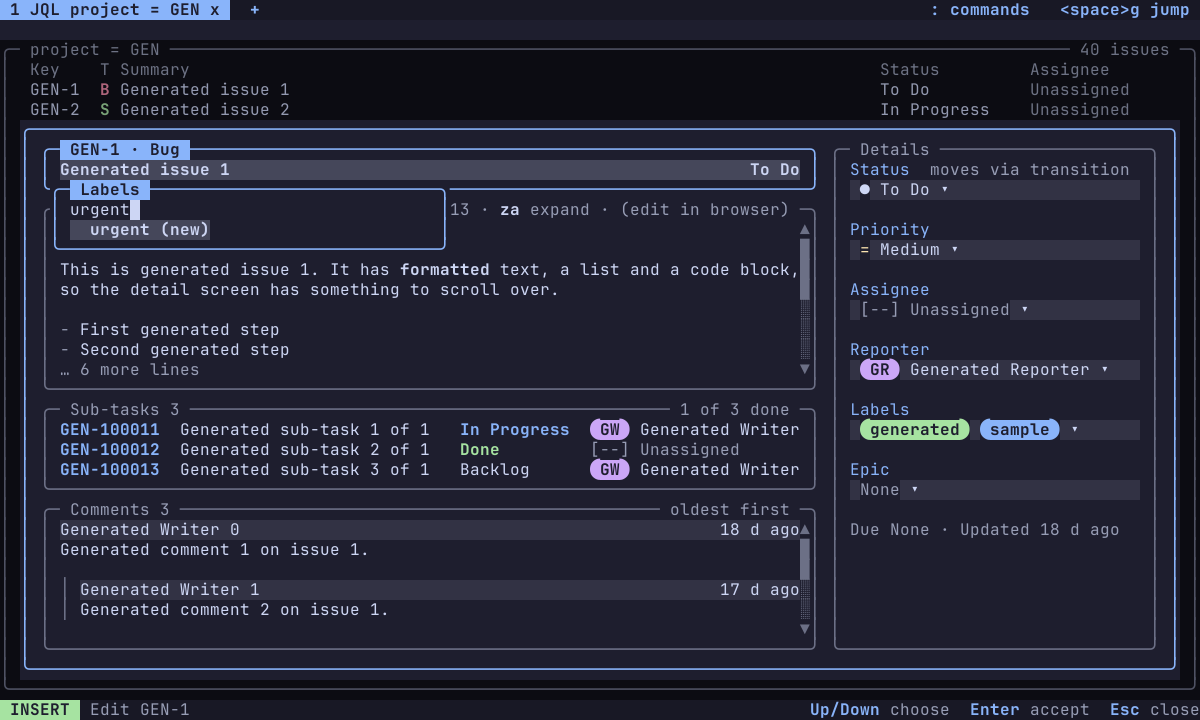 1 JQL project = GEN x + : commands <space>g jump
project = GEN 40 issues
Key T Summary Status Assignee
GEN-1 B Generated issue 1 To Do Unassigned
GEN-2 S Generated issue 2 In Progress Unassigned
GEN-1 · Bug
Generated issue 1 To Do
Labels
urgent
urgent (new)
13 · za expand · (edit in browser)
This is generated issue 1. It has formatted text, a list and a code block,
so the detail screen has something to scroll over.
- First generated step
- Second generated step
… 6 more lines
Sub-tasks 3 1 of 3 done
GEN-100011 Generated sub-task 1 of 1 In Progress GW Generated Writer
GEN-100012 Generated sub-task 2 of 1 Done [--] Unassigned
GEN-100013 Generated sub-task 3 of 1 Backlog GW Generated Writer
Comments 3 oldest first
Generated Writer 0 18 d ago
Generated comment 1 on issue 1.
Generated Writer 1 17 d ago
Generated comment 2 on issue 1.
Details
Status moves via transition
● To Do ▾
Priority
= Medium ▾
Assignee
[--] Unassigned ▾
Reporter
GR Generated Reporter ▾
Labels
generated sample ▾
Epic
None ▾
Due None · Updated 18 d ago
INSERT Edit GEN-1 Up/Down choose Enter accept Esc close